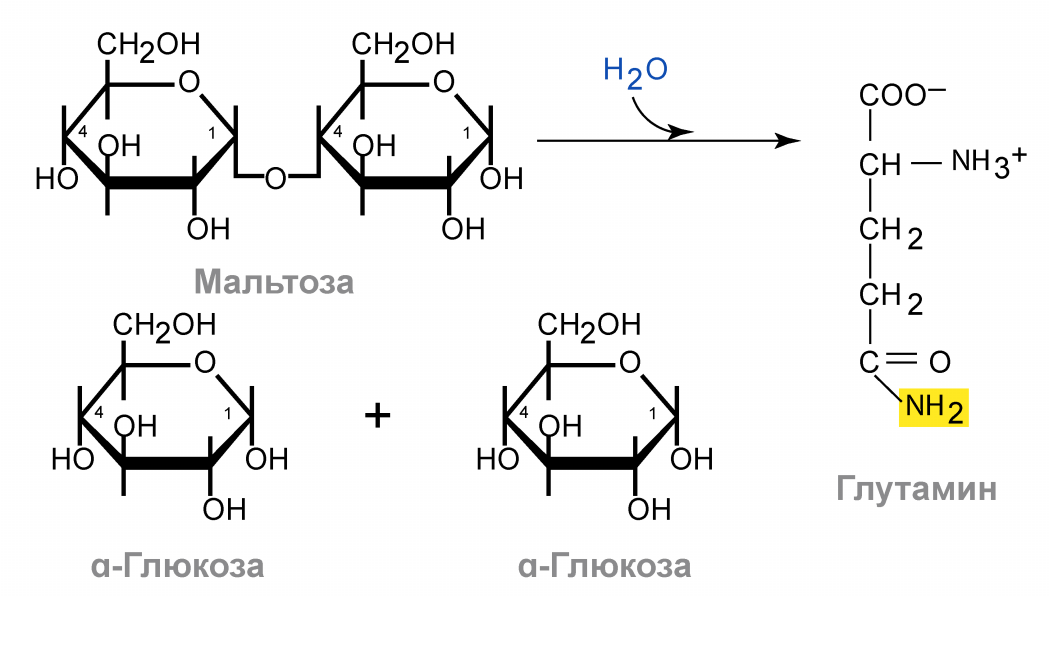 CH2OH
CH2OH
O
O
H2O
4
1
4
1
OH
OH
HO
O
OH
OH
OH
Мальтоза
COO−
CH — NH3+
CH2
CH2
C = O
NH2
Глутамин
CH2OH
CH2OH
O
O
4
1
+
4
1
OH
OH
HO
OH
HO
OH
OH
OH
α-Глюкоза
α-Глюкоза